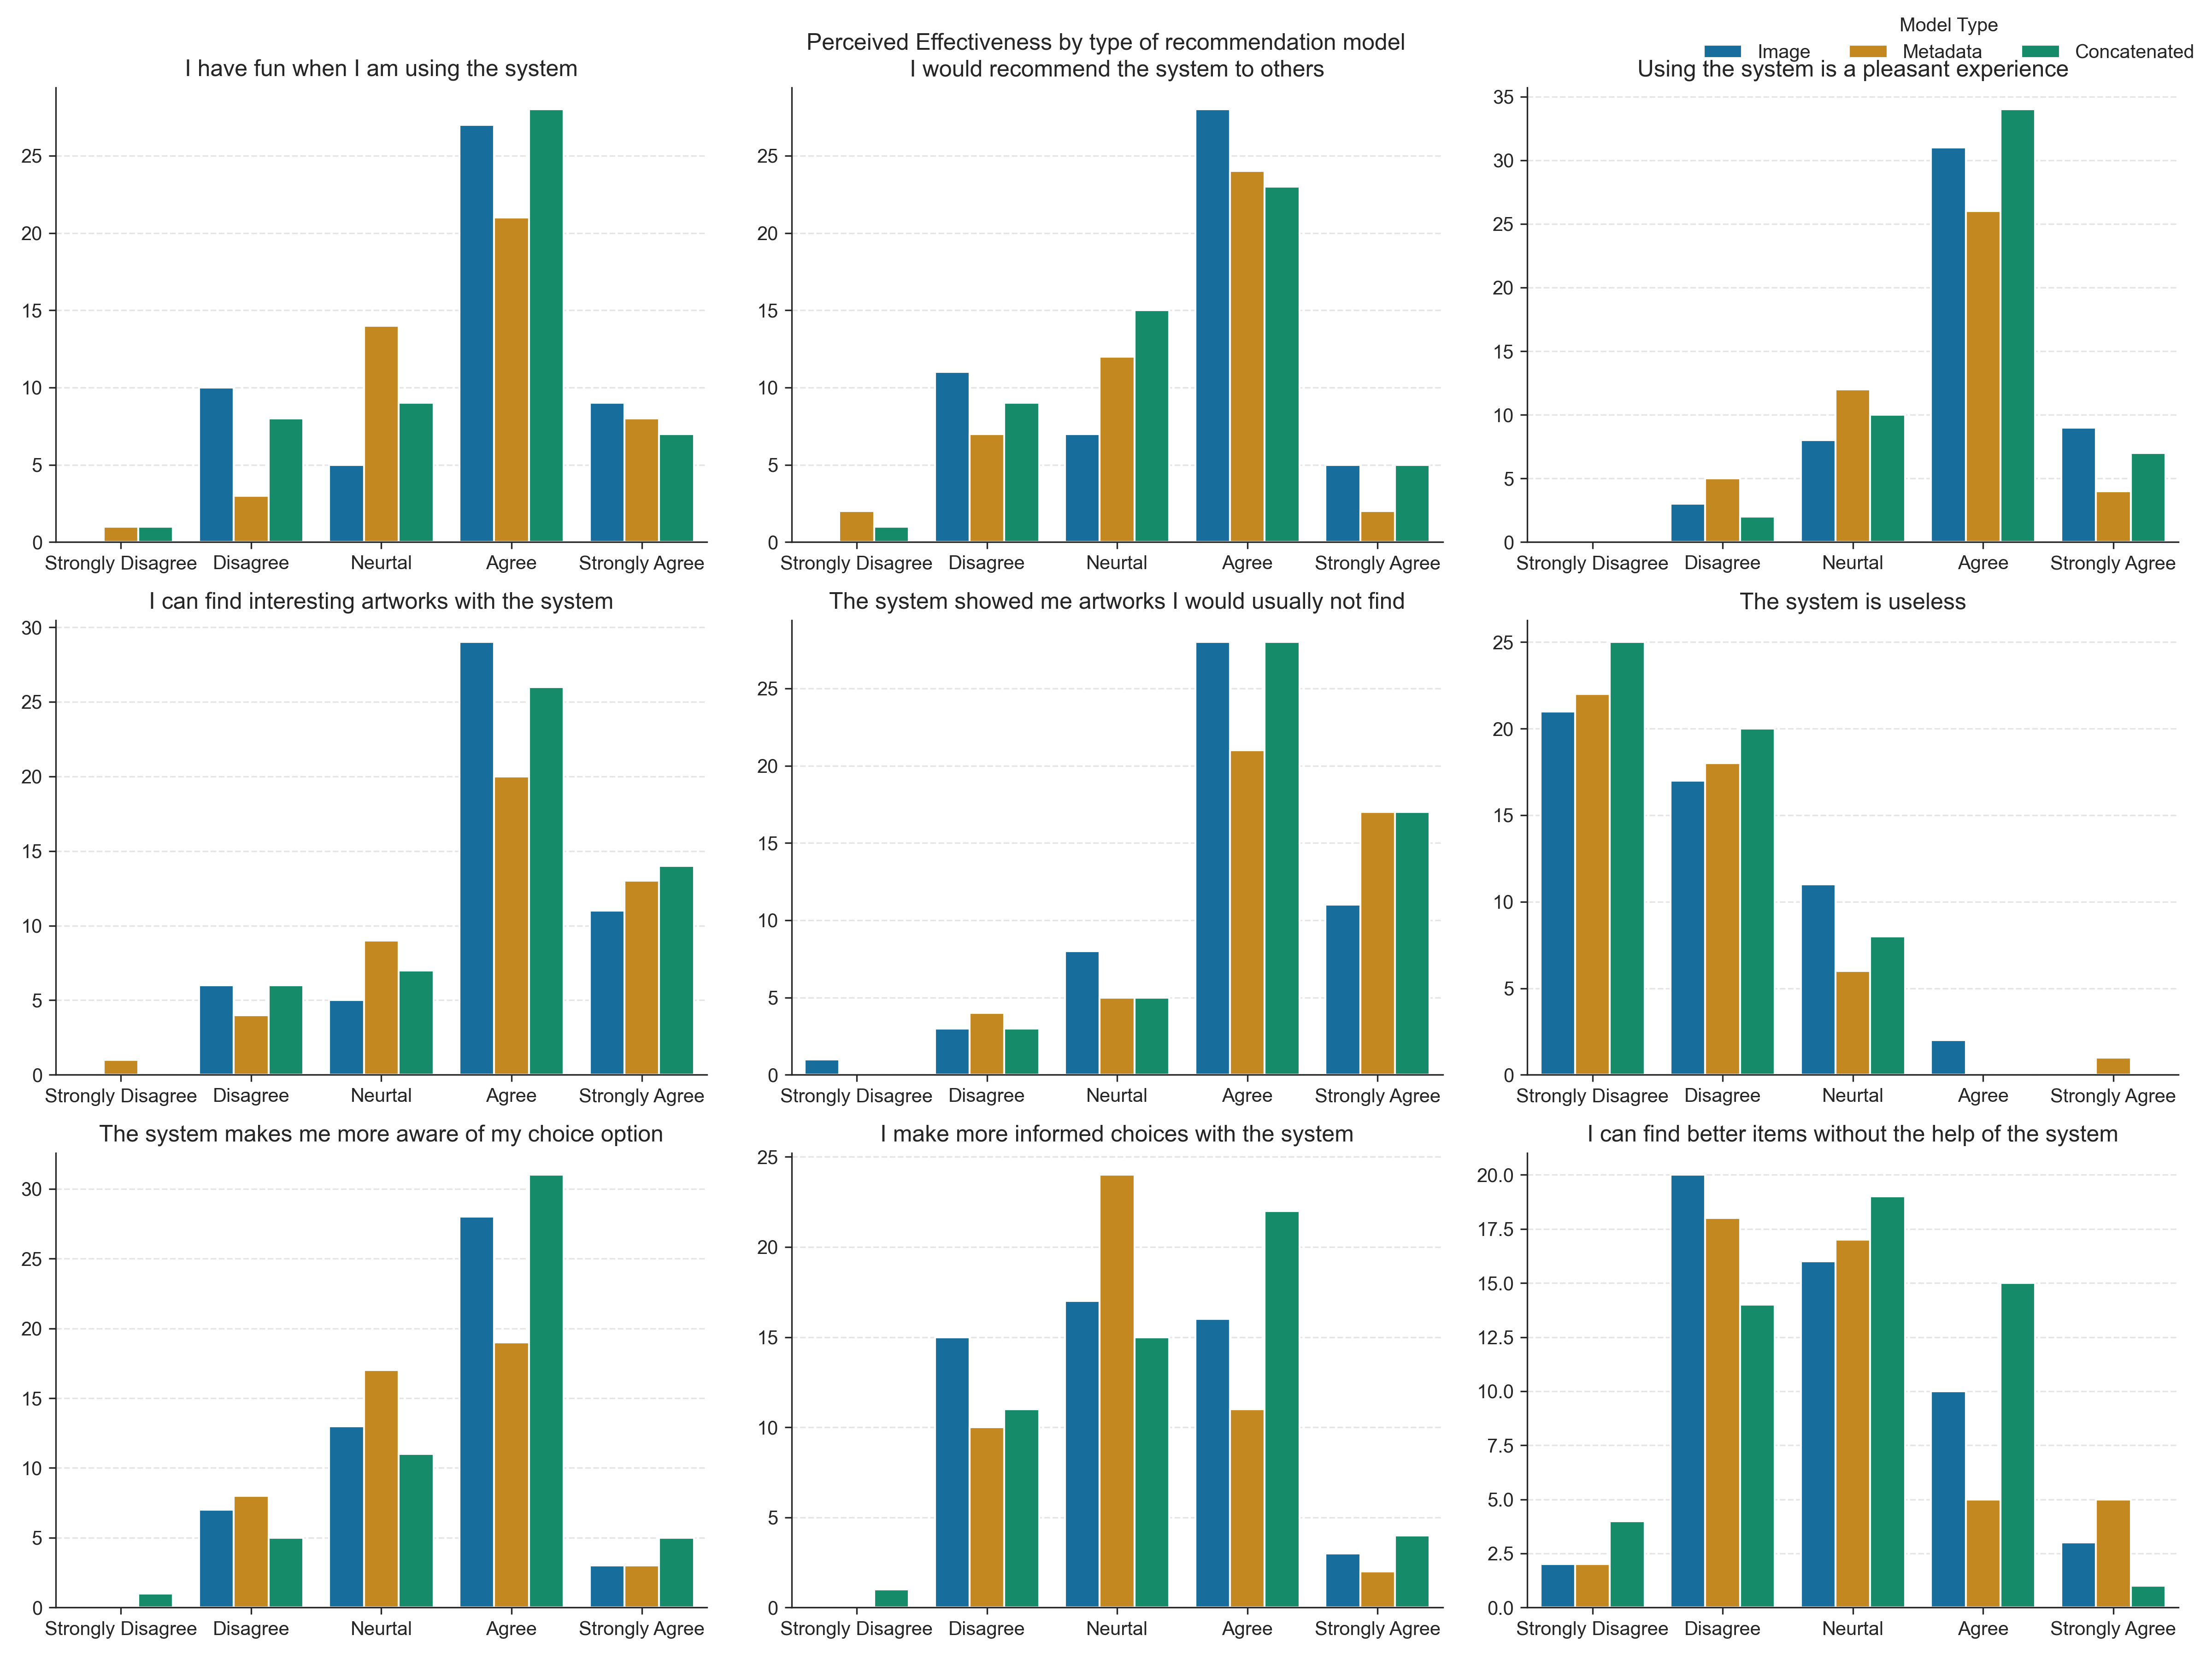 Perceived Effectiveness by type of recommendation model
Model Type
Image Metadata Concatenated
I have fun when I am using the system
25
20
15
10
5
0
Strongly Disagree Disagree Neurtal Agree Strongly Agree
I would recommend the system to others
25
20
15
10
5
0
Strongly Disagree Disagree Neurtal Agree Strongly Agree
Using the system is a pleasant experience
35
30
25
20
15
10
5
0
Strongly Disagree Disagree Neurtal Agree Strongly Agree
I can find interesting artworks with the system
30
25
20
15
10
5
0
Strongly Disagree Disagree Neurtal Agree Strongly Agree
The system showed me artworks I would usually not find
25
20
15
10
5
0
Strongly Disagree Disagree Neurtal Agree Strongly Agree
The system is useless
25
20
15
10
5
0
Strongly Disagree Disagree Neurtal Agree Strongly Agree
The system makes me more aware of my choice option
30
25
20
15
10
5
0
Strongly Disagree Disagree Neurtal Agree Strongly Agree
I make more informed choices with the system
25
20
15
10
5
0
Strongly Disagree Disagree Neurtal Agree Strongly Agree
I can find better items without the help of the system
20.0
17.5
15.0
12.5
10.0
7.5
5.0
2.5
0.0
Strongly Disagree Disagree Neurtal Agree Strongly Agree